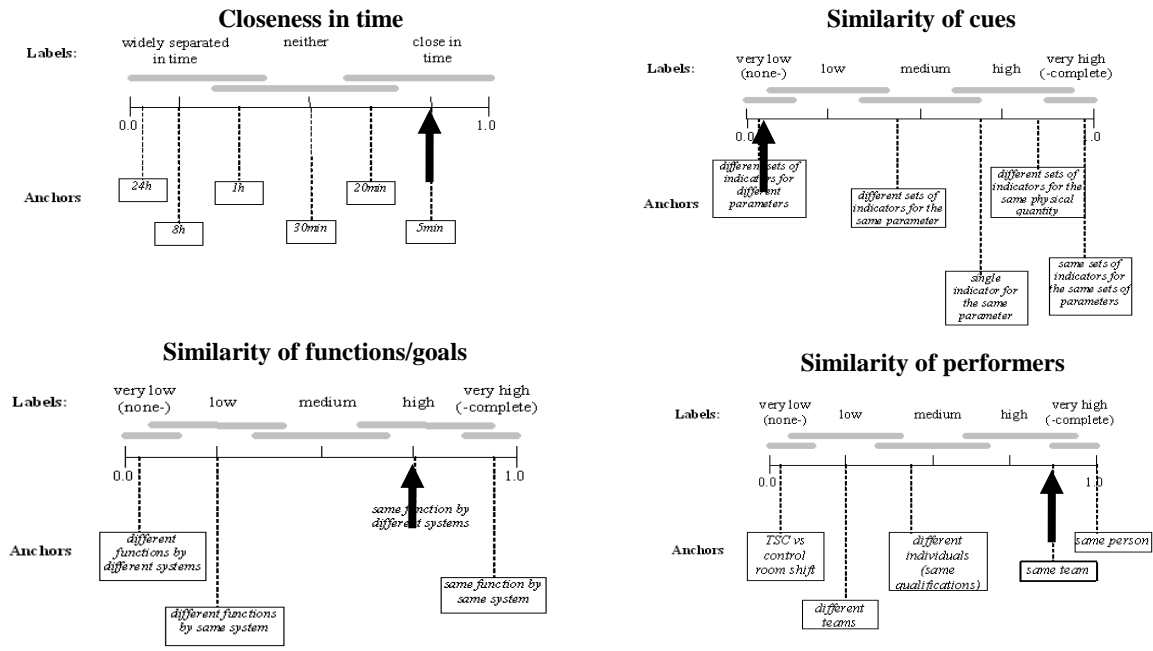 Closeness in time
Labels:
widely separated
in time
neither
close in
time
0.0
1.0
Anchors
24h
8h
1h
30min
20min
5min
Similarity of cues
Labels:
very low
(none-)
low
medium
high
very high
(-complete)
0.0
1.0
Anchors
different sets of
indicators for
different
parameters
different sets of
indicators for the
same parameter
single
indicator for
the same
parameter
different sets of
indicators for the
same physical
quantity
same sets of
indicators for
the same sets of
parameters
Similarity of functions/goals
Labels:
very low
(none-)
low
medium
high
very high
(-complete)
0.0
1.0
Anchors
different
functions by
different systems
different functions
by same system
same function by
different systems
same function by
same system
Similarity of performers
Labels:
very low
(none-)
low
medium
high
very high
(-complete)
0.0
1.0
Anchors
TSC vs
control
room shift
different
teams
different
individuals
(same
qualifications)
same team
same person